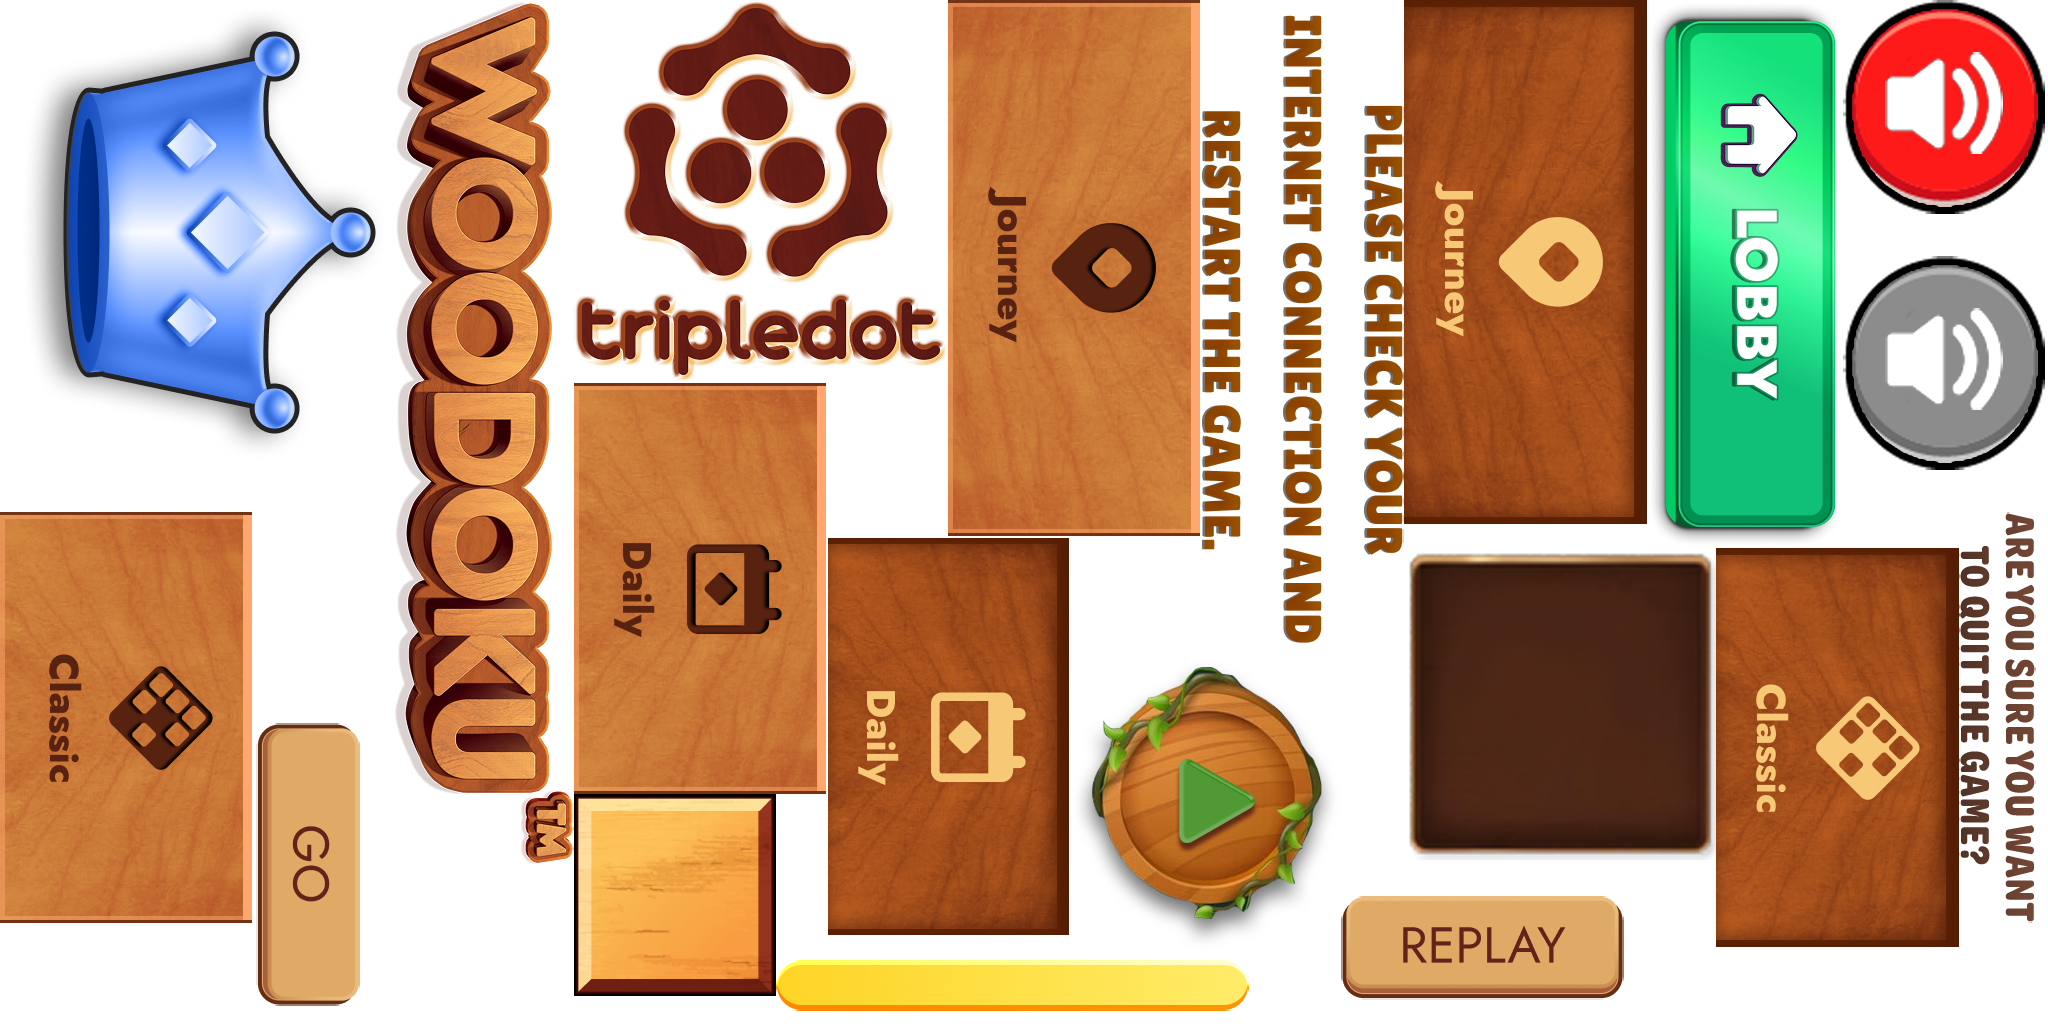 WOODOKU
TM
tripledot
Journey
Journey
RESTART THE GAME.
INTERNET CONNECTION AND
PLEASE CHECK YOUR
LOBBY
Daily
Daily
Classic
Classic
GO
REPLAY
ARE YOU SURE YOU WANT
TO QUIT THE GAME?